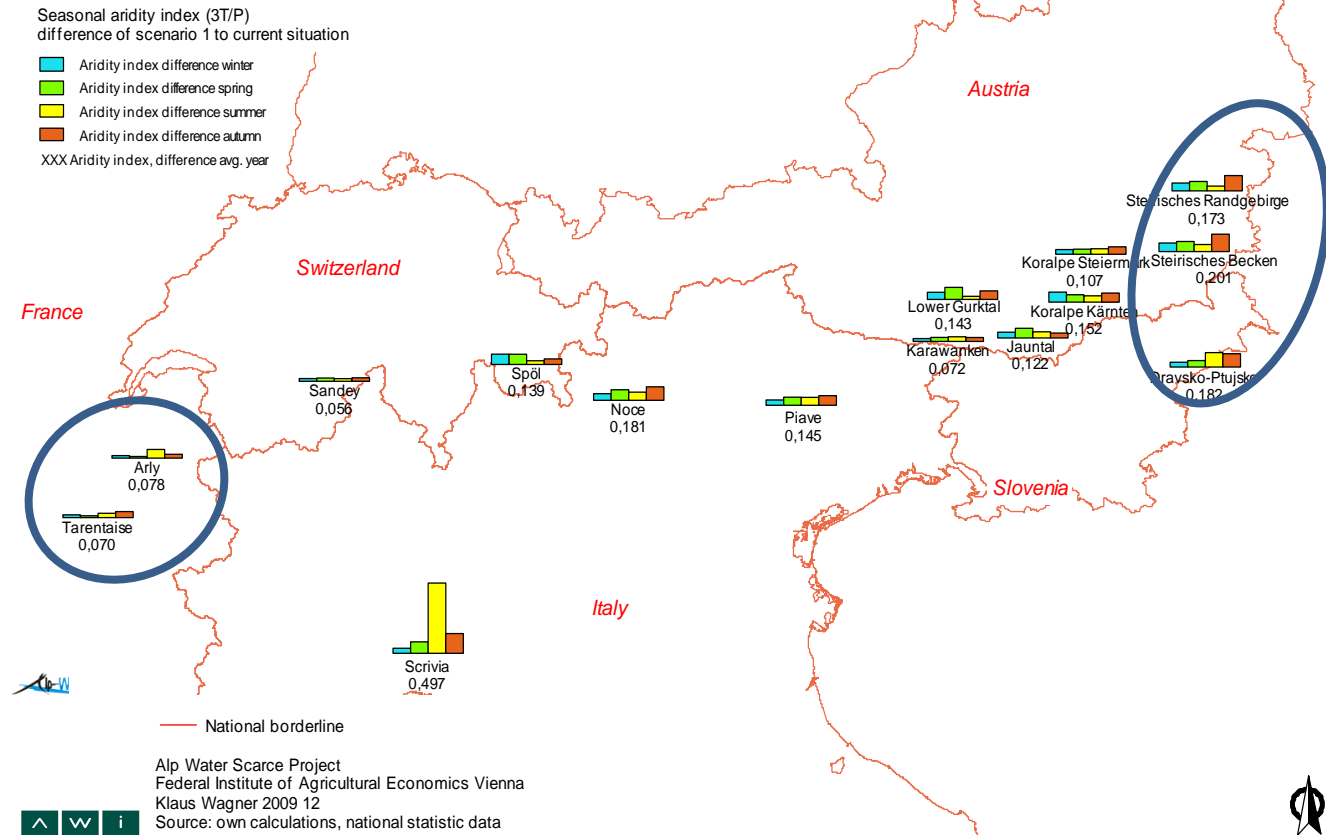 Seasonal aridity index (3T/P)
difference of scenario 1 to current situation
Aridity index difference winter
Aridity index difference spring
Aridity index difference summer
Aridity index difference autumn
XXX Aridity index, difference avg. year
Austria
Steirisches Randgebirge
0,173
Switzerland
Koralpe Steiermark
0,107
Steirisches Becken
0,201
France
Lower Gurktal
0,143
Koralpe Kärnten
0,152
Karawanken
0,072
Jauntal
0,122
Spöl
0,139
Dravsko-Ptujsko
0,182
Sandey
0,056
Noce
0,181
Piave
0,145
Arly
0,078
Slovenia
Tarentaise
0,070
Italy
Scrivia
0,497
Alp-W
National borderline
Alp Water Scarce Project
Federal Institute of Agricultural Economics Vienna
Klaus Wagner 2009 12
Source: own calculations, national statistic data
A W i